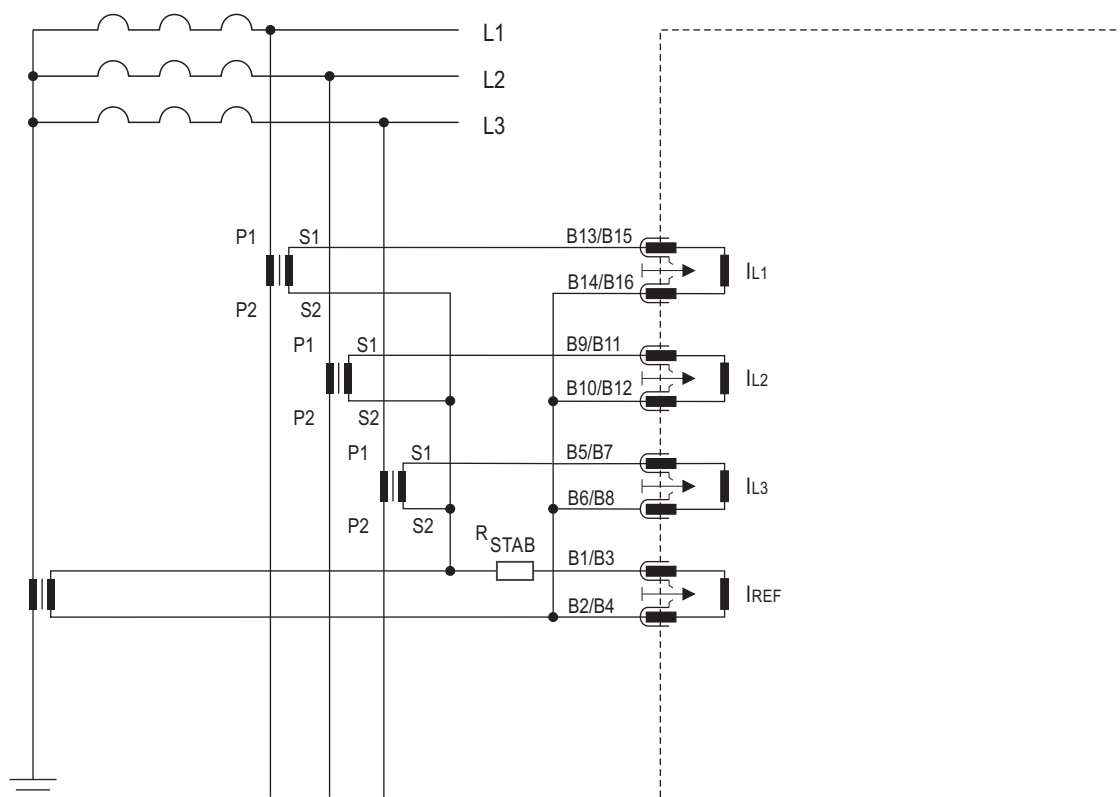 L1
L2
L3
P1 S1 B13/B15
IL1
B14/B16
P2 S2
P1 S1 B9/B11
IL2
B10/B12
P2 S2
P1 S1 B5/B7
IL3
B6/B8
P2 S2
RSTAB
B1/B3
IREF
B2/B4